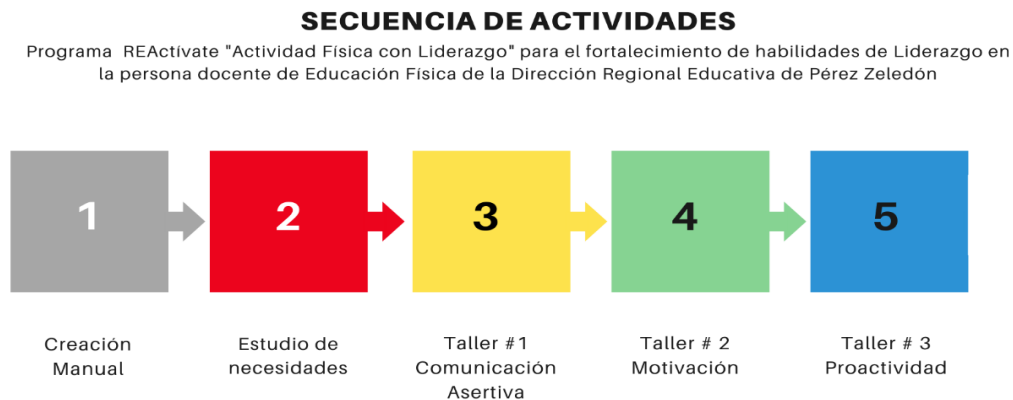 SECUENCIA DE ACTIVIDADES
Programa REActívate "Actividad Física con Liderazgo" para el fortalecimiento de habilidades de Liderazgo en
la persona docente de Educación Física de la Dirección Regional Educativa de Pérez Zeledón
1
2
3
4
5
Creación
Manual
Estudio de
necesidades
Taller #1
Comunicación
Asertiva
Taller # 2
Motivación
Taller # 3
Proactividad